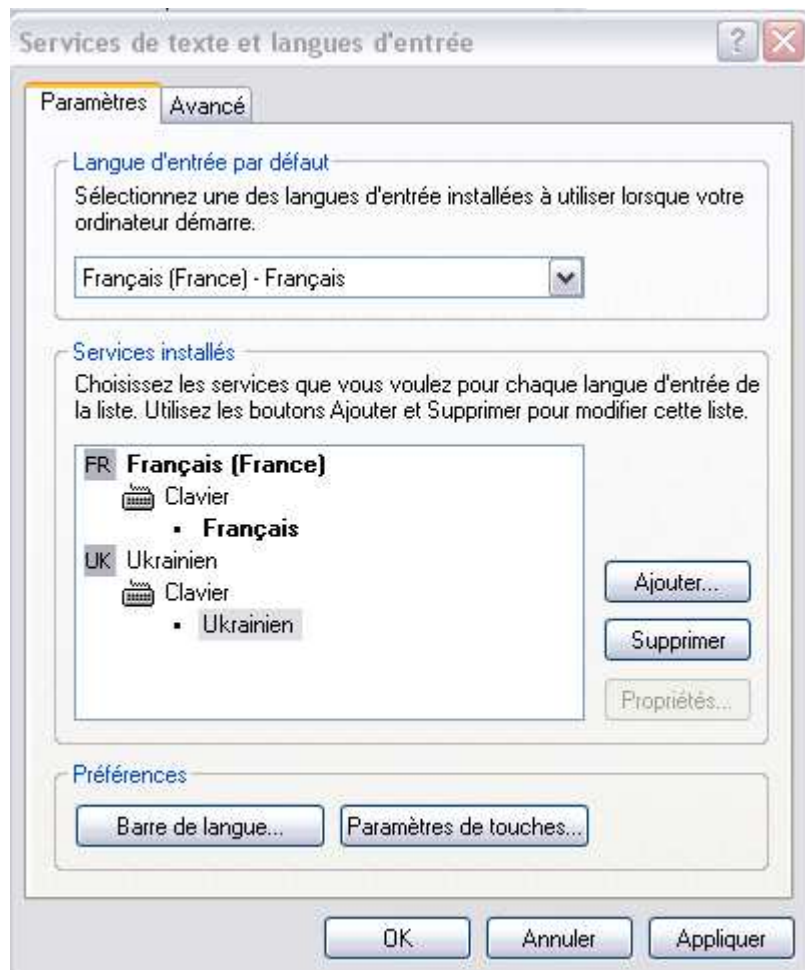 Services de texte et langues d'entrée
Paramètres
Avancé
Langue d'entrée par défaut
Sélectionnez une des langues d'entrée installées à utiliser lorsque votre
ordinateur démarre.
Français (France) - Français
Services installés
Choisissez les services que vous voulez pour chaque langue d'entrée de
la liste. Utilisez les boutons Ajouter et Supprimer pour modifier cette liste.
FR Français (France)
Clavier
• Français
UK Ukrainien
Clavier
• Ukrainien
Ajouter...
Supprimer
Propriétés...
Préférences
Barre de langue...
Paramètres de touches...
OK
Annuler
Appliquer